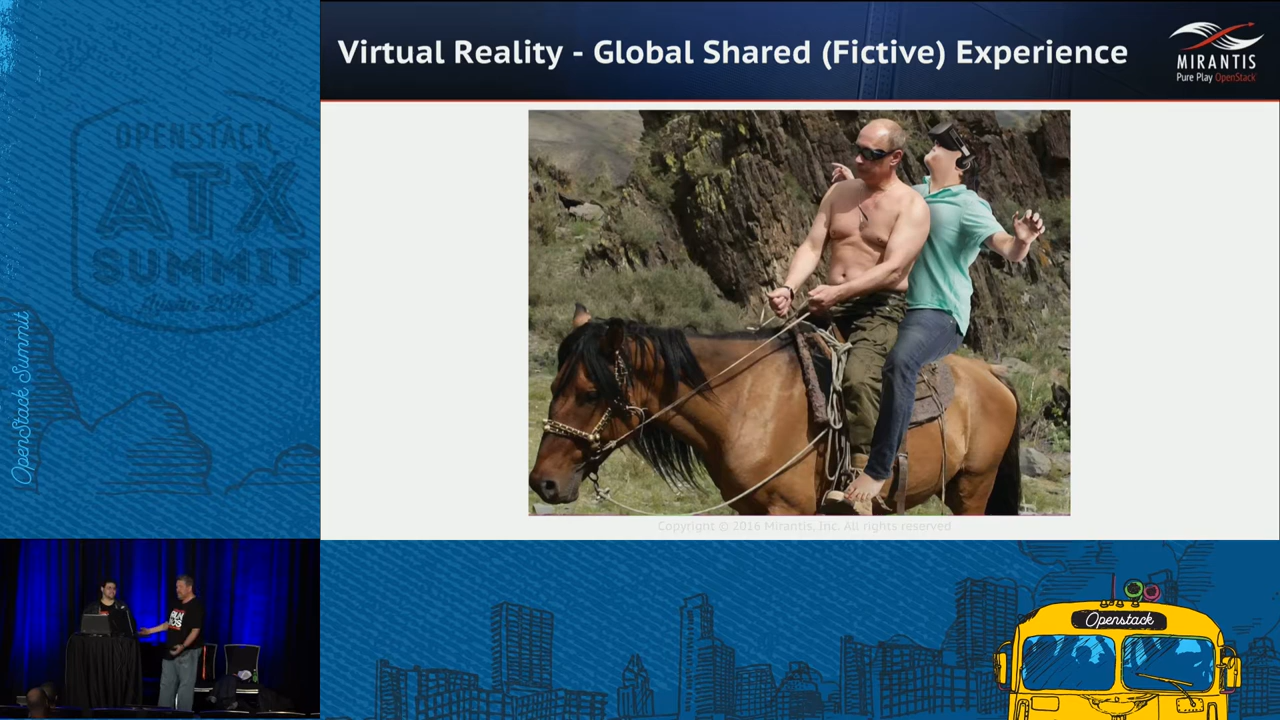 Virtual Reality - Global Shared (Fictive) Experience
MIRANTIS
Pure Play OpenStack
OPENSTACK
ATX
SUMMIT
OpenStack Summit
Copyright © 2016 Mirantis, Inc. All rights reserved
Openstack